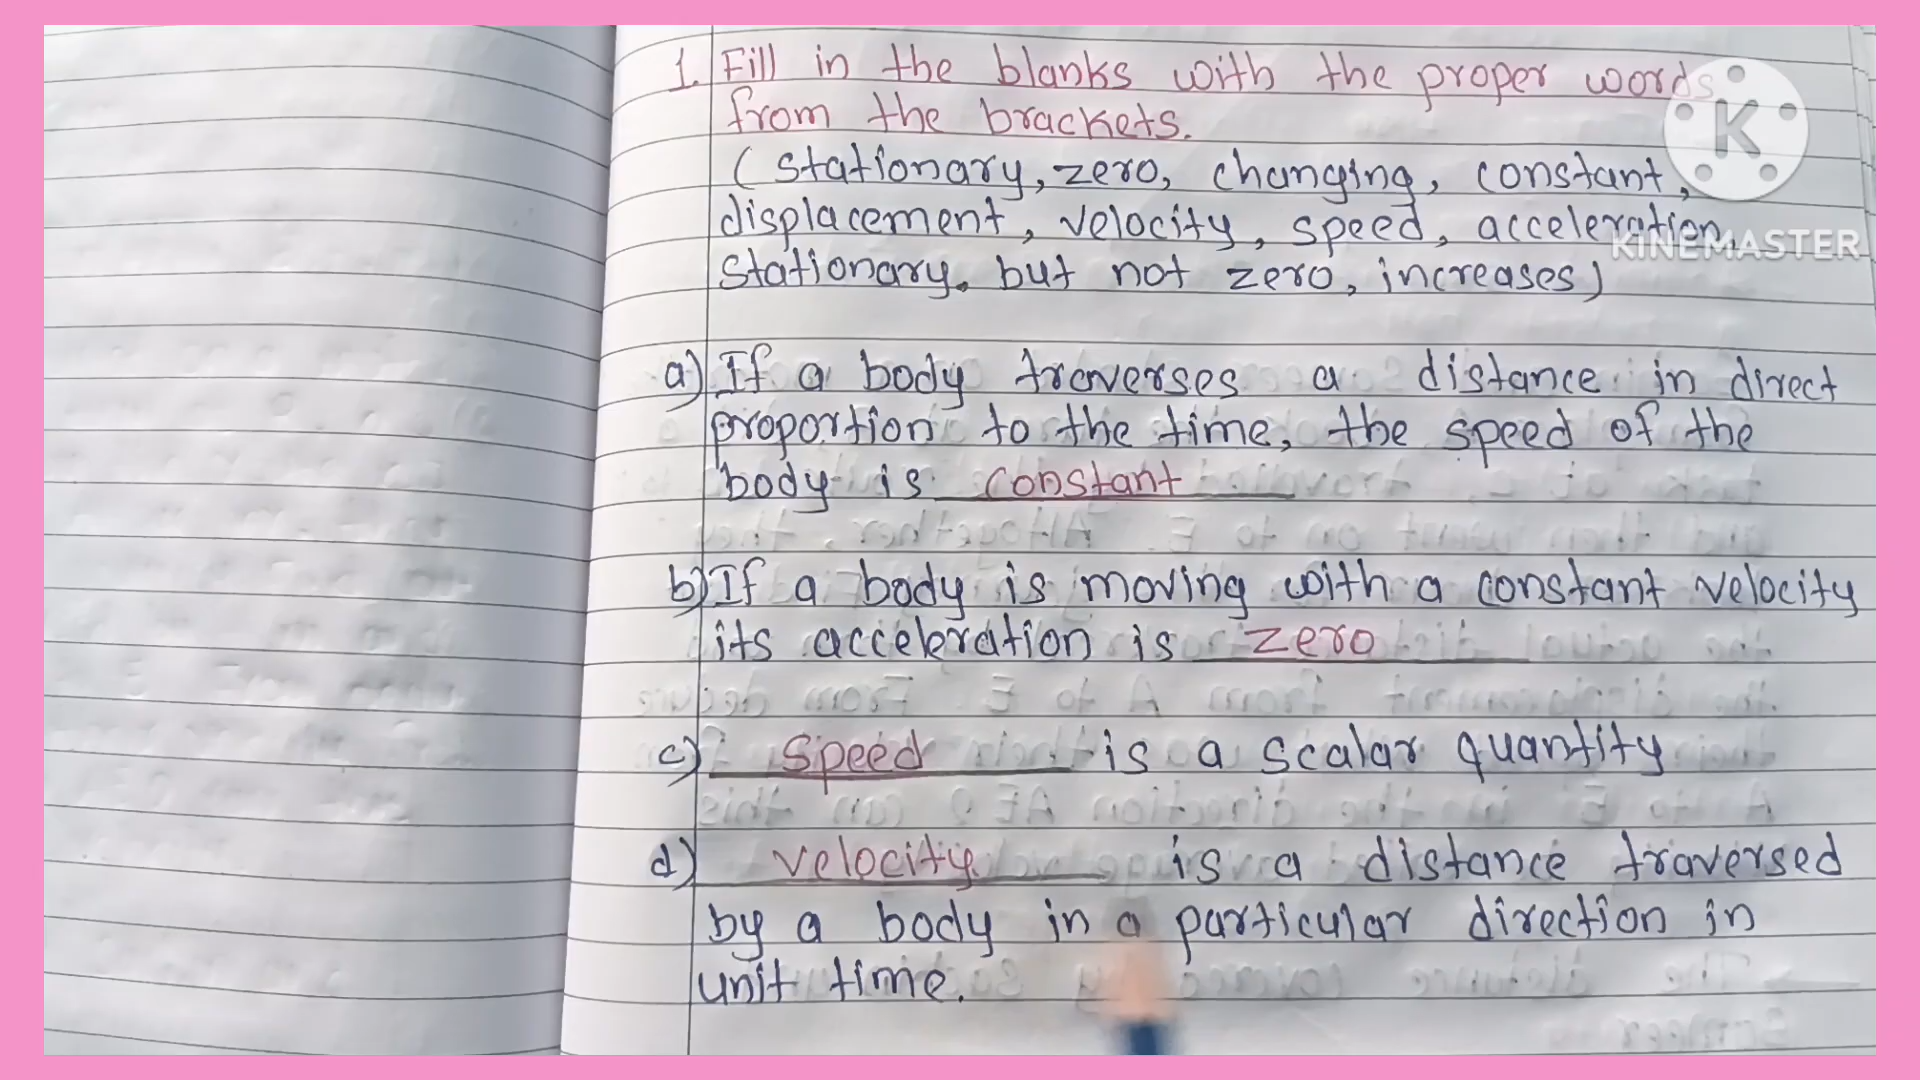 1. Fill in the blanks with the proper words
from the brackets.
(stationary, zero, changing, constant,
displacement, velocity, speed, acceleration,
stationary. but not zero, increases)
a) If a body traverses a distance in direct
proportion to the time, the speed of the
body is constant
b) If a body is moving with a constant velocity
its acceleration is zero
c) speed is a scalar quantity
d) velocity is a distance traversed
by a body in a particular direction in
unit time.
K
KINEMASTER